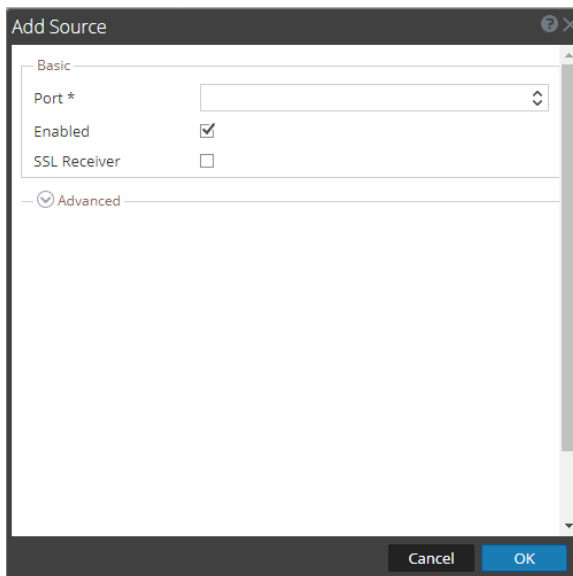 Add Source
Basic
Port *
Enabled
SSL Receiver
Advanced
Cancel OK